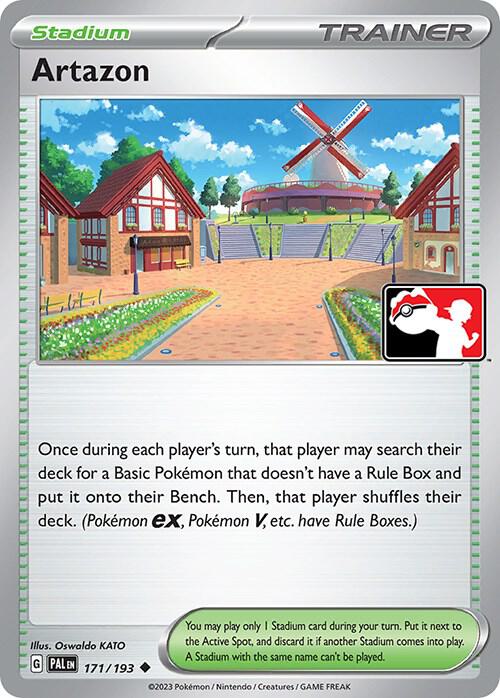 Stadium
TRAINER
Artazon
Once during each player's turn, that player may search their
deck for a Basic Pokémon that doesn't have a Rule Box and
put it onto their Bench. Then, that player shuffles their
deck. (Pokémon ex, Pokémon V, etc. have Rule Boxes.)
You may play only 1 Stadium card during your turn. Put it next to
the Active Spot, and discard it if another Stadium comes into play.
A Stadium with the same name can't be played.
Illus. Oswaldo KATO
G PAL EN 171/193
©2023 Pokémon / Nintendo / Creatures / GAME FREAK